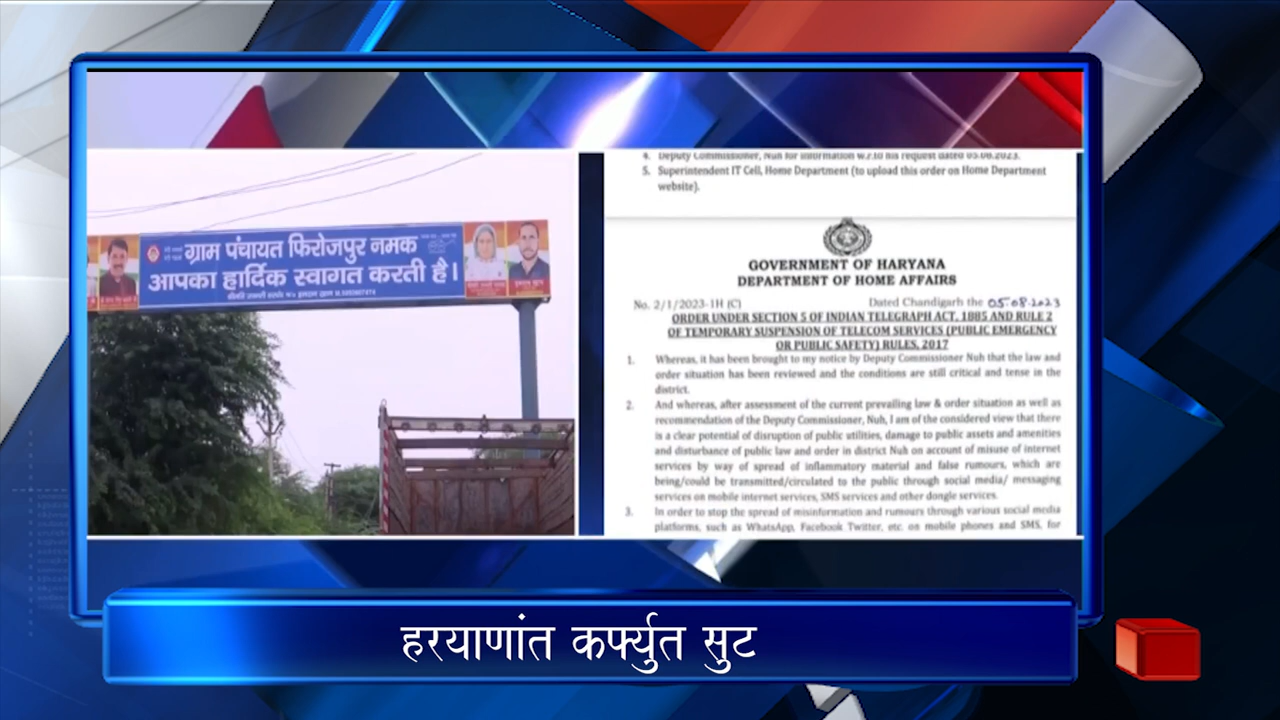 ग्राम पंचायत फिरोजपुर नमक
आपका हार्दिक स्वागत करती है।
4. Deputy Commissioner, Nuh for information w.r.to his request dated 05.08.2023.
5. Superintendent IT Cell, Home Department (to upload this order on Home Department
website).
GOVERNMENT OF HARYANA
DEPARTMENT OF HOME AFFAIRS
No. 2/1/2023-1H (C) Dated Chandigarh the 05.08.2023
ORDER UNDER SECTION 5 OF INDIAN TELEGRAPH ACT, 1885 AND RULE 2
OF TEMPORARY SUSPENSION OF TELECOM SERVICES (PUBLIC EMERGENCY
OR PUBLIC SAFETY) RULES, 2017
1. Whereas, it has been brought to my notice by Deputy Commissioner Nuh that the law and
order situation has been reviewed and the conditions are still critical and tense in the
district.
2. And whereas, after assessment of the current prevailing law & order situation as well as
recommendation of the Deputy Commissioner, Nuh, I am of the considered view that there
is a clear potential of disruption of public utilities, damage to public assets and amenities
and disturbance of public law and order in district Nuh on account of misuse of internet
services by way of spread of inflammatory material and false rumours, which are
being/could be transmitted/circulated to the public through social media/ messaging
services on mobile internet services, SMS services and other dongle services.
3. In order to stop the spread of misinformation and rumours through various social media
platforms, such as WhatsApp, Facebook Twitter, etc. on mobile phones and SMS, for
हरयाणांत कर्फ्युत सुट